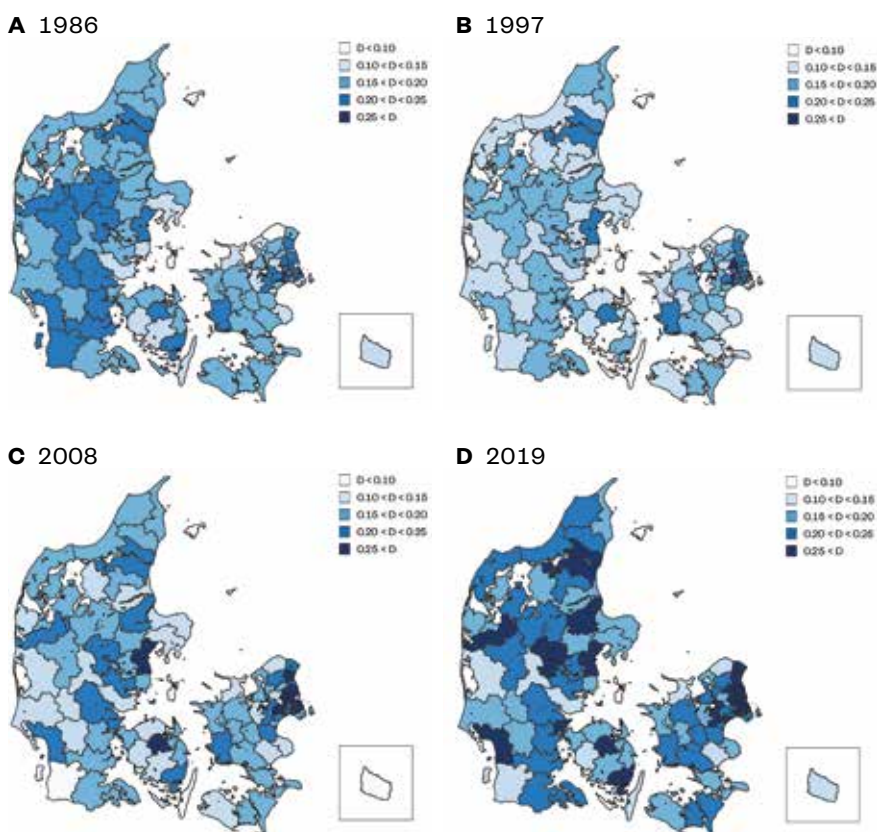 A 1986
D < 0.10
0.10 < D < 0.15
0.15 < D < 0.20
0.20 < D < 0.25
0.25 < D
B 1997
D < 0.10
0.10 < D < 0.15
0.15 < D < 0.20
0.20 < D < 0.25
0.25 < D
C 2008
D < 0.10
0.10 < D < 0.15
0.15 < D < 0.20
0.20 < D < 0.25
0.25 < D
D 2019
D < 0.10
0.10 < D < 0.15
0.15 < D < 0.20
0.20 < D < 0.25
0.25 < D